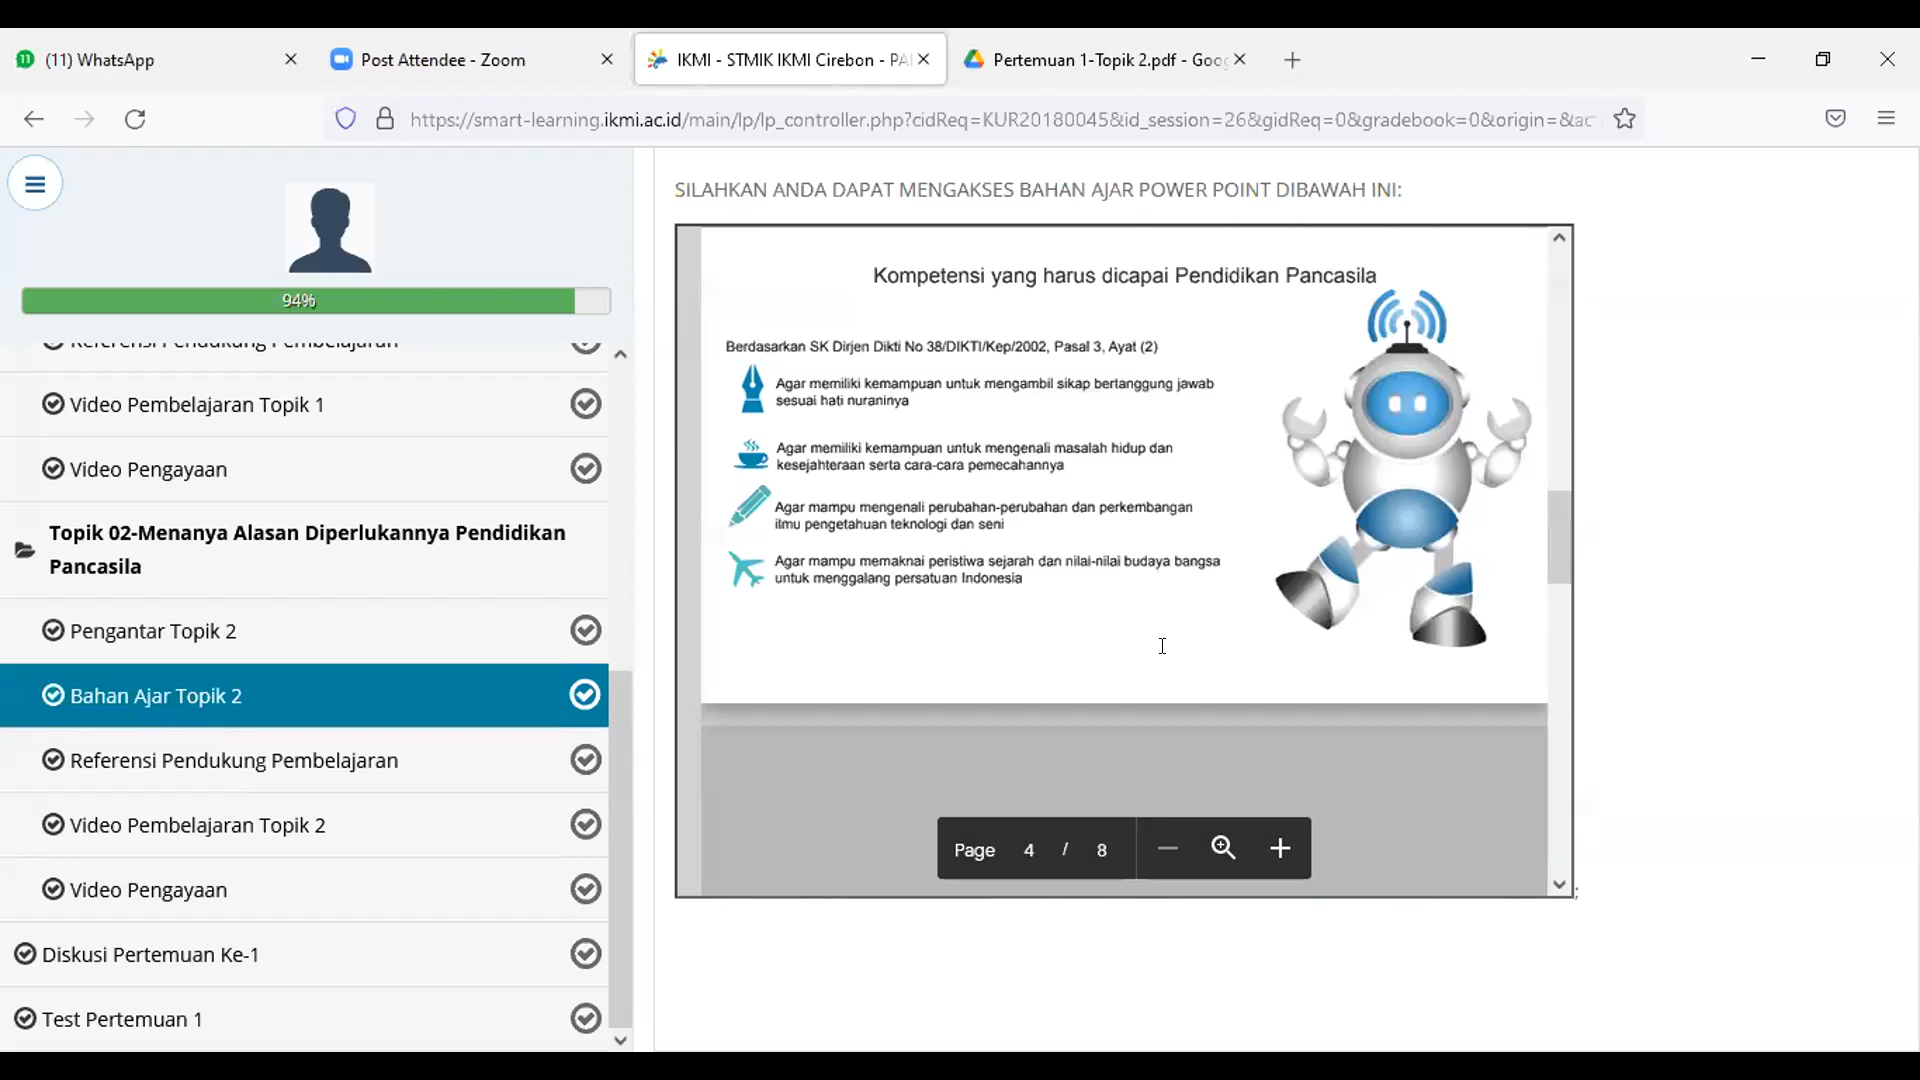 (11) WhatsApp
Post Attendee - Zoom
IKMI - STMIK IKMI Cirebon - PA
Pertemuan 1-Topik 2.pdf - Goo
https://smart-learning.ikmi.ac.id/main/lp/lp_controller.php?cidReq=KUR20180045&id_session=26&gidReq=0&gradebook=0&origin=&ac
94%
Referensi Pendukung Pembelajaran
Video Pembelajaran Topik 1
Video Pengayaan
Topik 02-Menanya Alasan Diperlukannya Pendidikan
Pancasila
Pengantar Topik 2
Bahan Ajar Topik 2
Referensi Pendukung Pembelajaran
Video Pembelajaran Topik 2
Video Pengayaan
Diskusi Pertemuan Ke-1
Test Pertemuan 1
SILAHKAN ANDA DAPAT MENGAKSES BAHAN AJAR POWER POINT DIBAWAH INI:
Kompetensi yang harus dicapai Pendidikan Pancasila
Berdasarkan SK Dirjen Dikti No 38/DIKTI/Kep/2002, Pasal 3, Ayat (2)
Agar memiliki kemampuan untuk mengambil sikap bertanggung jawab
sesuai hati nuraninya
Agar memiliki kemampuan untuk mengenali masalah hidup dan
kesejahteraan serta cara-cara pemecahannya
Agar mampu mengenali perubahan-perubahan dan perkembangan
ilmu pengetahuan teknologi dan seni
Agar mampu memaknai peristiwa sejarah dan nilai-nilai budaya bangsa
untuk menggalang persatuan Indonesia
Page 4 / 8
;